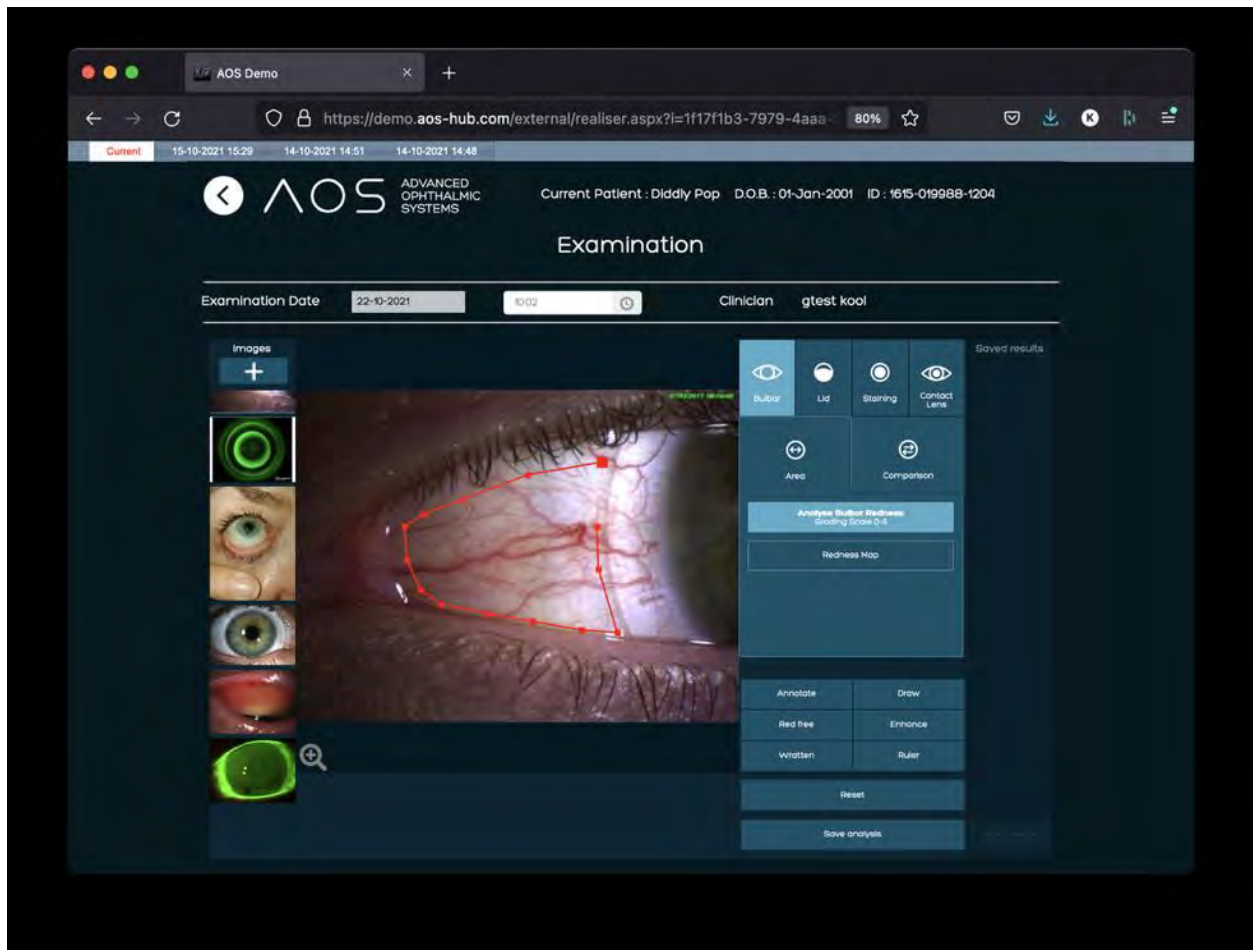 AOS Demo
https://demo.aos-hub.com/external/realiser.aspx?i=1f17f1b3-7979-4aaa-
80%
K
Current 15-10-2021 15:29 14-10-2021 14:51 14-10-2021 14:48
AOS ADVANCED
OPHTHALMIC
SYSTEMS
Current Patient : Diddly Pop D.O.B. : 01-Jan-2001 ID : 1615-019988-1204
Examination
Examination Date 22-10-2021 10:02 Clinician gtest kool
Images
Bulbar Lid Staining Contact
Lens
Saved results
Area Comparison
Analyse Bulbar Redness
Grading Scale 0-4
Redness Map
Annotate Draw
Red free Enhance
Wratten Ruler
Reset
Save analysis